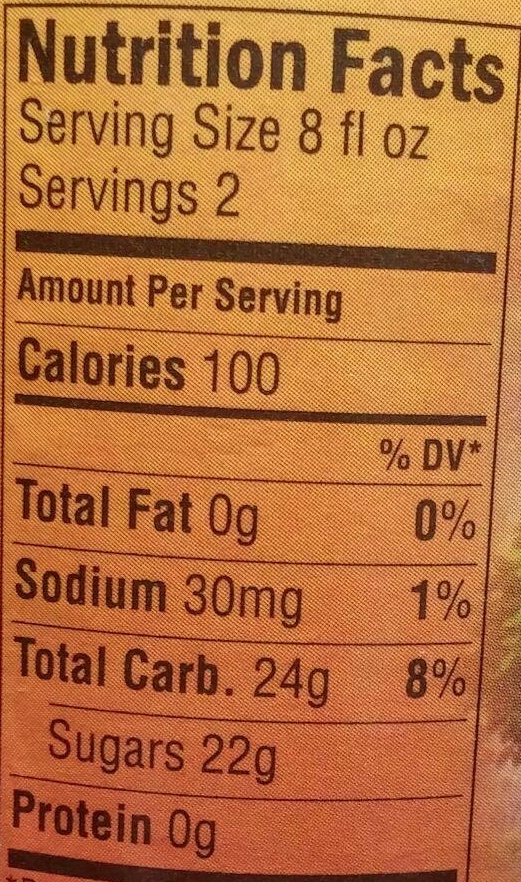 Nutrition Facts
Serving Size 8 fl oz
Servings 2
Amount Per Serving
Calories 100
% DV*
Total Fat 0g 0%
Sodium 30mg 1%
Total Carb. 24g 8%
Sugars 22g
Protein 0g